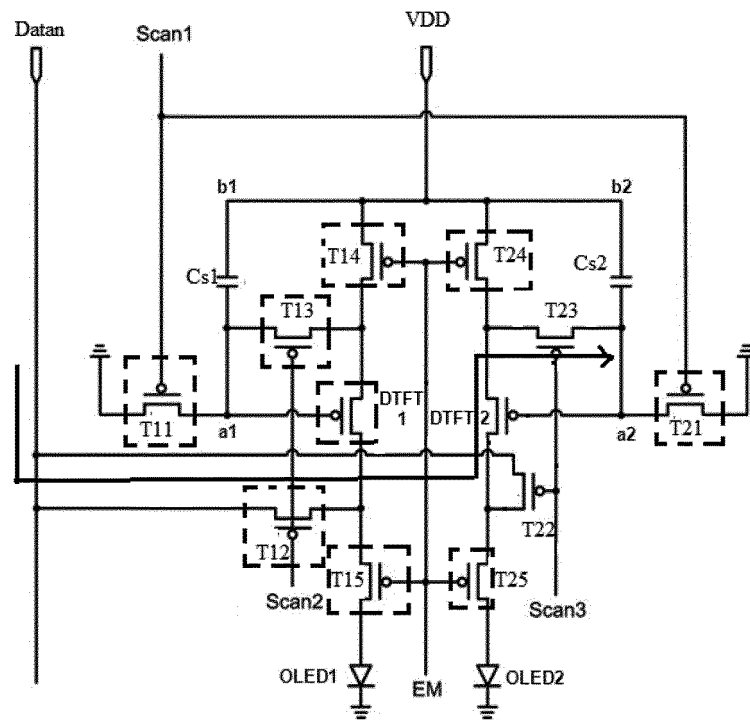 Datan
Scan1
VDD
b1
b2
T14
T24
Cs1
Cs2
T13
T23
DTFT
1
DTFT 2
T11
a1
a2
T21
T12
T22
T15
T25
Scan2
Scan3
OLED1
EM
OLED2